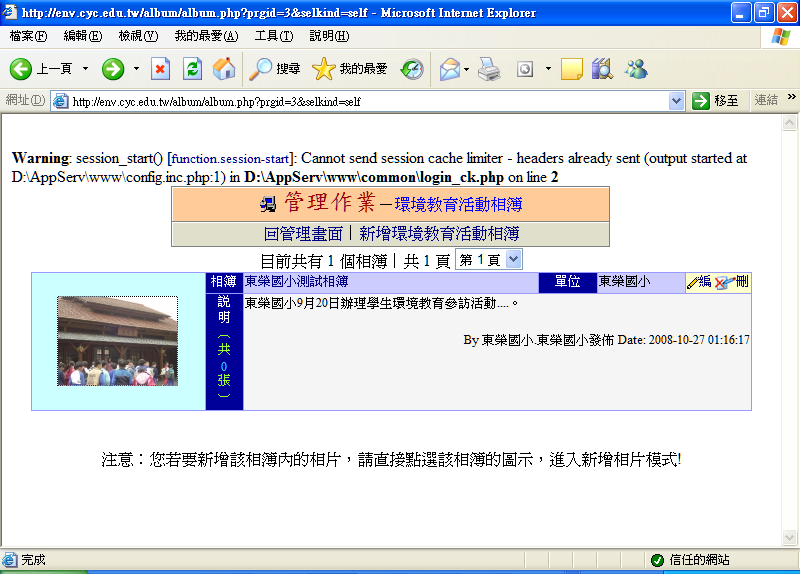 http://env.cyc.edu.tw/album/album.php?prgid=3&selkind=self - Microsoft Internet Explorer
檔案(F) 編輯(E) 檢視(V) 我的最愛(A) 工具(T) 說明(H)
上一頁 搜尋 我的最愛
網址(D) http://env.cyc.edu.tw/album/album.php?prgid=3&selkind=self 移至 連結 »
Warning: session_start() [function.session-start]: Cannot send session cache limiter - headers already sent (output started at
D:\AppServ\www\config.inc.php:1) in D:\AppServ\www\common\login_ck.php on line 2
管理作業－環境教育活動相簿
回管理畫面｜新增環境教育活動相簿
目前共有 1 個相簿｜共 1 頁 第 1 頁
相簿 東榮國小測試相簿 單位 東榮國小 編 刪
說明（共0張） 東榮國小9月20日辦理學生環境教育參訪活動....。
By 東榮國小.東榮國小發佈 Date: 2008-10-27 01:16:17
注意：您若要新增該相簿內的相片，請直接點選該相簿的圖示，進入新增相片模式!
完成 信任的網站